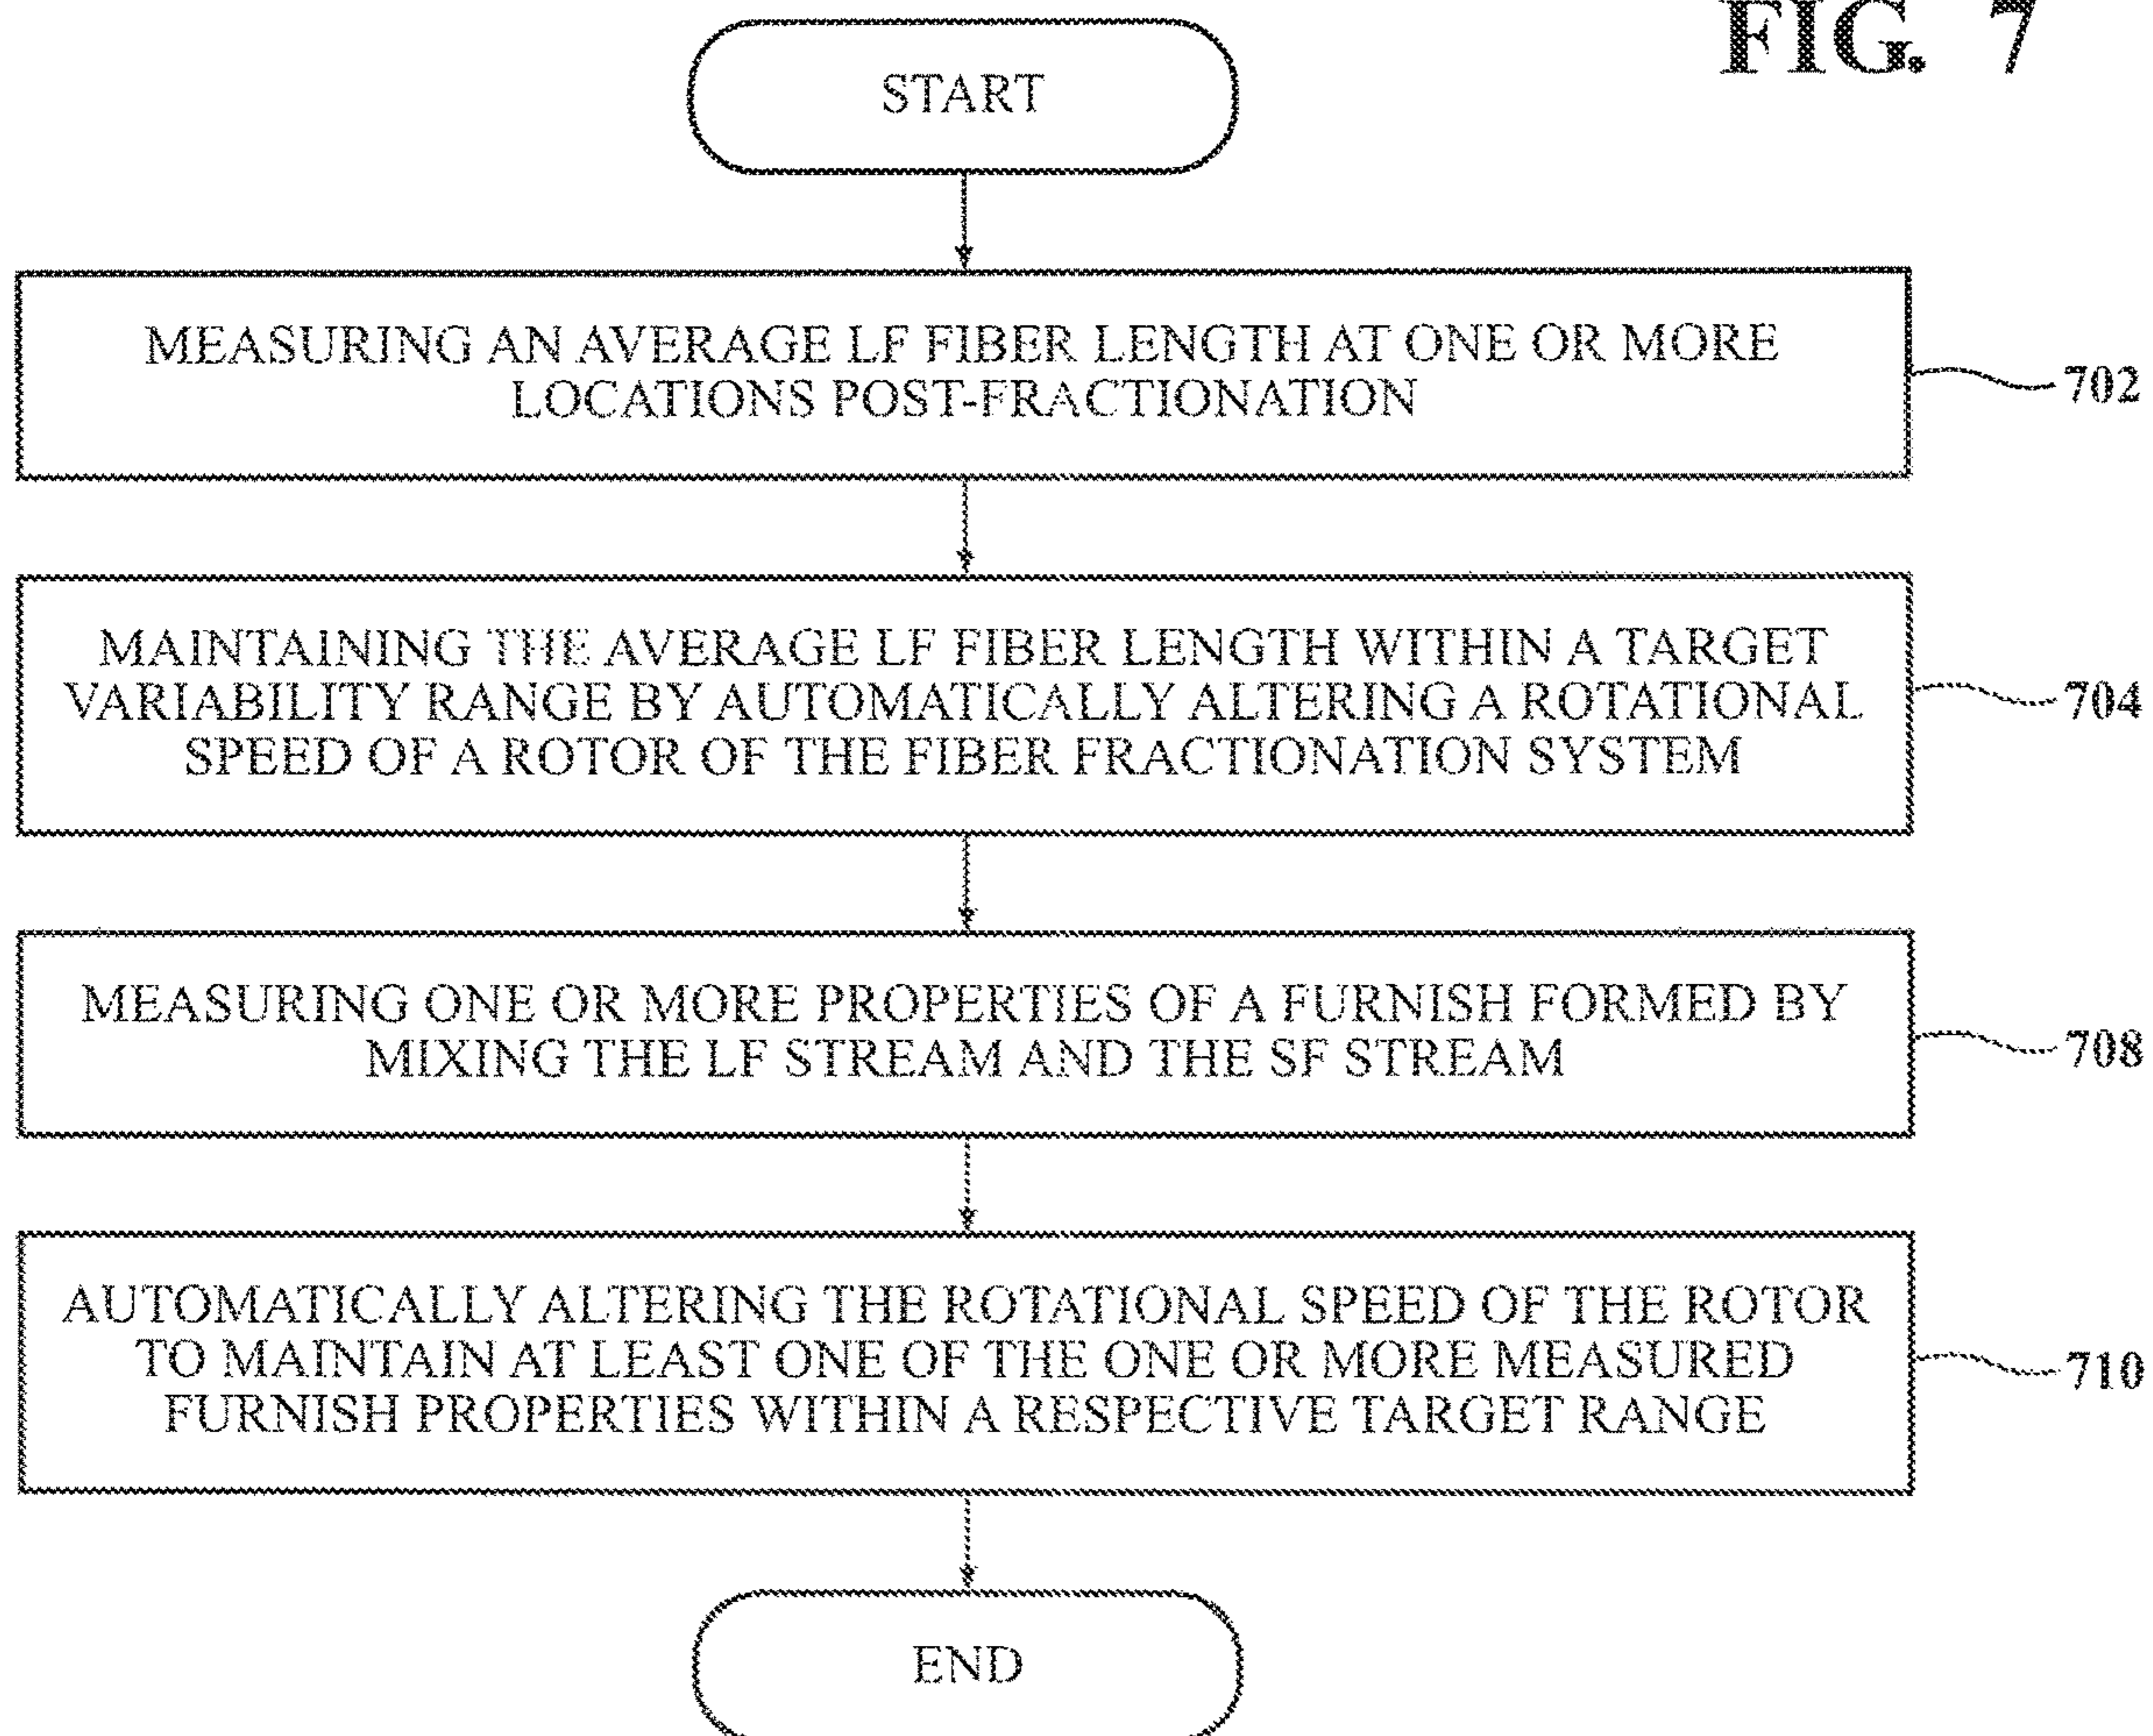 FIG. 7
START
MEASURING AN AVERAGE LF FIBER LENGTH AT ONE OR MORE
LOCATIONS POST-FRACTIONATION
702
MAINTAINING THE AVERAGE LF FIBER LENGTH WITHIN A TARGET
VARIABILITY RANGE BY AUTOMATICALLY ALTERING A ROTATIONAL
SPEED OF A ROTOR OF THE FIBER FRACTIONATION SYSTEM
704
MEASURING ONE OR MORE PROPERTIES OF A FURNISH FORMED BY
MIXING THE LF STREAM AND THE SF STREAM
708
AUTOMATICALLY ALTERING THE ROTATIONAL SPEED OF THE ROTOR
TO MAINTAIN AT LEAST ONE OF THE ONE OR MORE MEASURED
FURNISH PROPERTIES WITHIN A RESPECTIVE TARGET RANGE
710
END